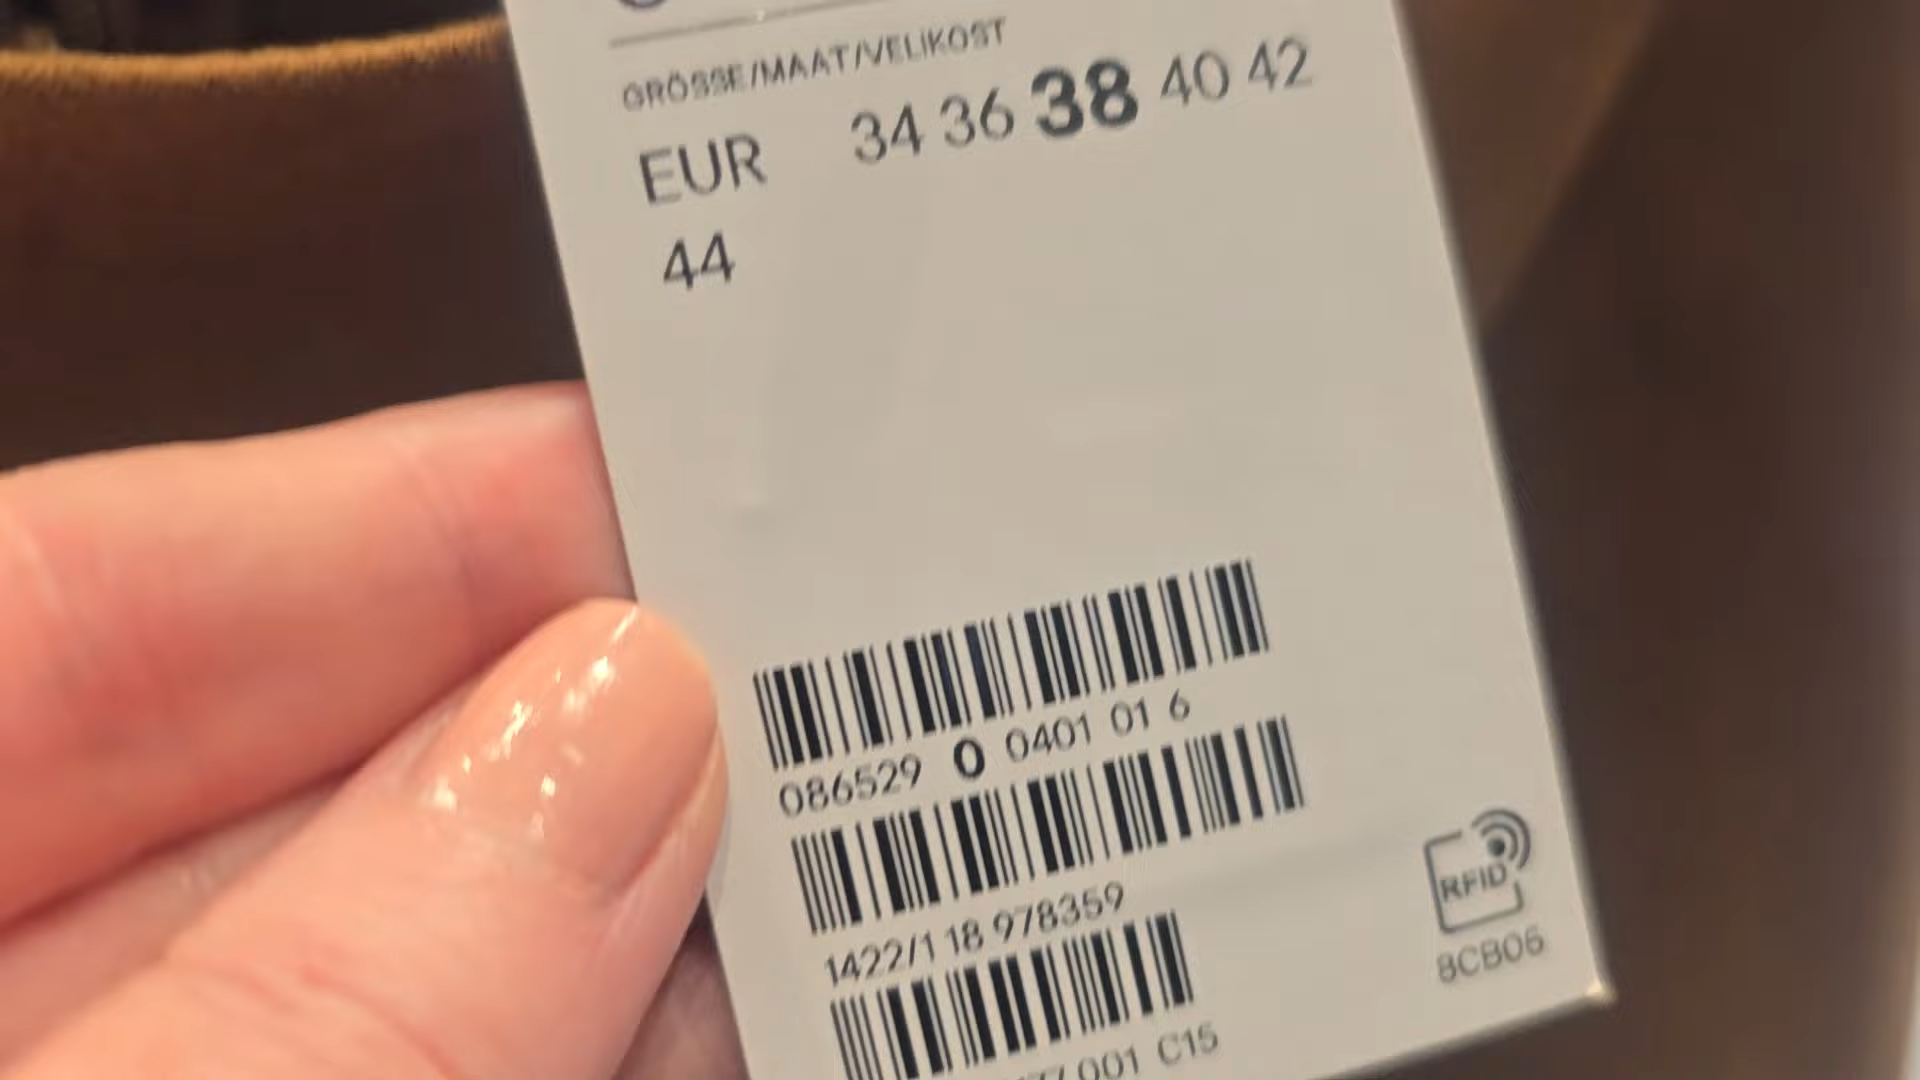 GRÖSSE/MAAT/VELIKOST
EUR 34 36 38 40 42
44
086529 0 0401 01 6
1422/1 18 978359
001 C15
RFID
8CB06